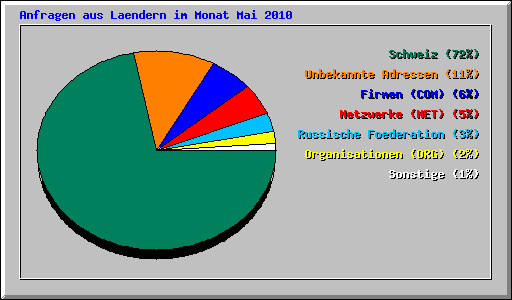 Anfragen aus Laendern im Monat Mai 2010
Schweiz (72%)
Unbekannte Adressen (11%)
Firmen (COM) (6%)
Netzwerke (NET) (5%)
Russische Foederation (3%)
Organisationen (ORG) (2%)
Sonstige (1%)